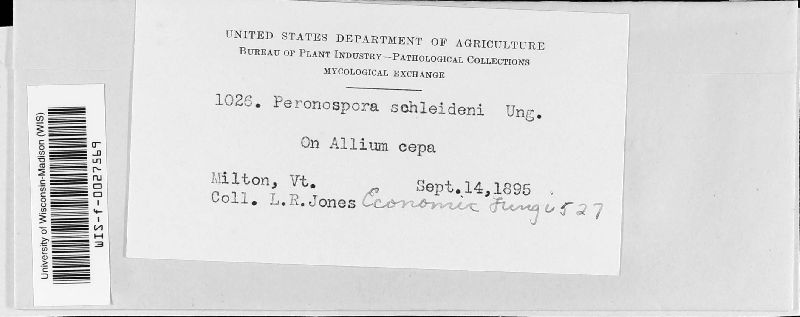 UNITED STATES DEPARTMENT OF AGRICULTURE
BUREAU OF PLANT INDUSTRY—PATHOLOGICAL COLLECTIONS
MYCOLOGICAL EXCHANGE
1026. Peronospora schleideni Ung.
On Allium cepa
Milton, Vt. Sept.14,1895 .
Coll. L.R.Jones Economic Fungi 527
University of Wisconsin-Madison (WIS)
WIS-f-0027569